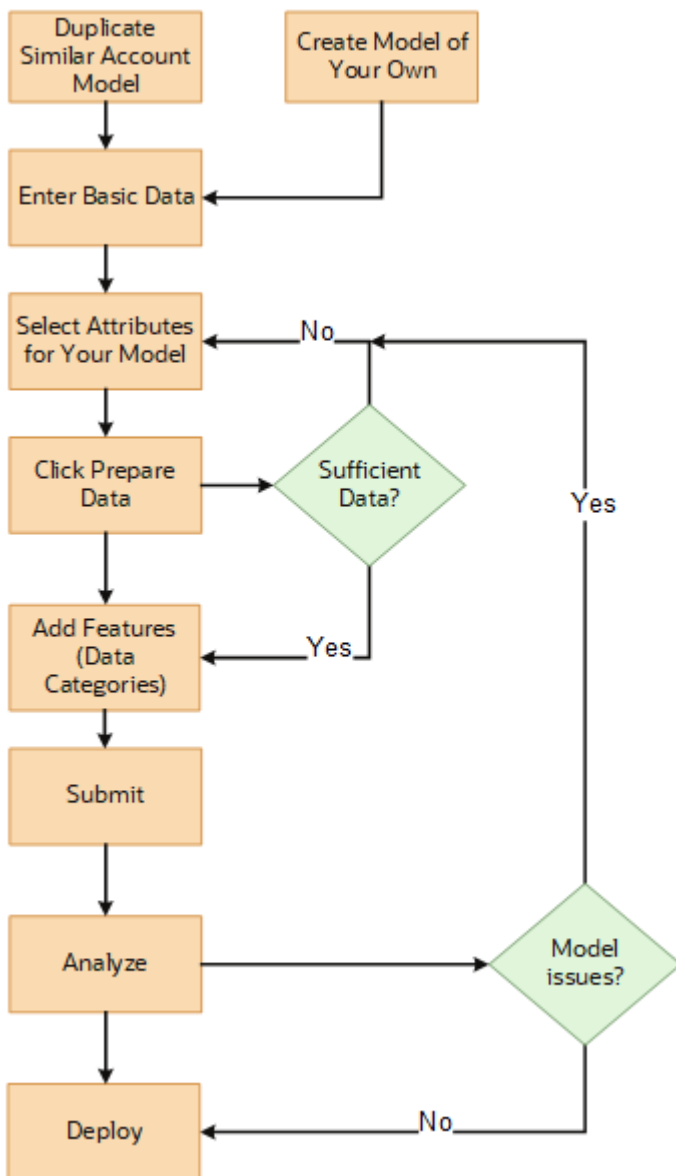 Duplicate
Similar Account
Model
Create Model of
Your Own
Enter Basic Data
Select Attributes
for Your Model
No
Click Prepare
Data
Sufficient
Data?
Yes
Add Features
(Data
Categories)
Yes
Submit
Analyze
Model
issues?
Deploy
No